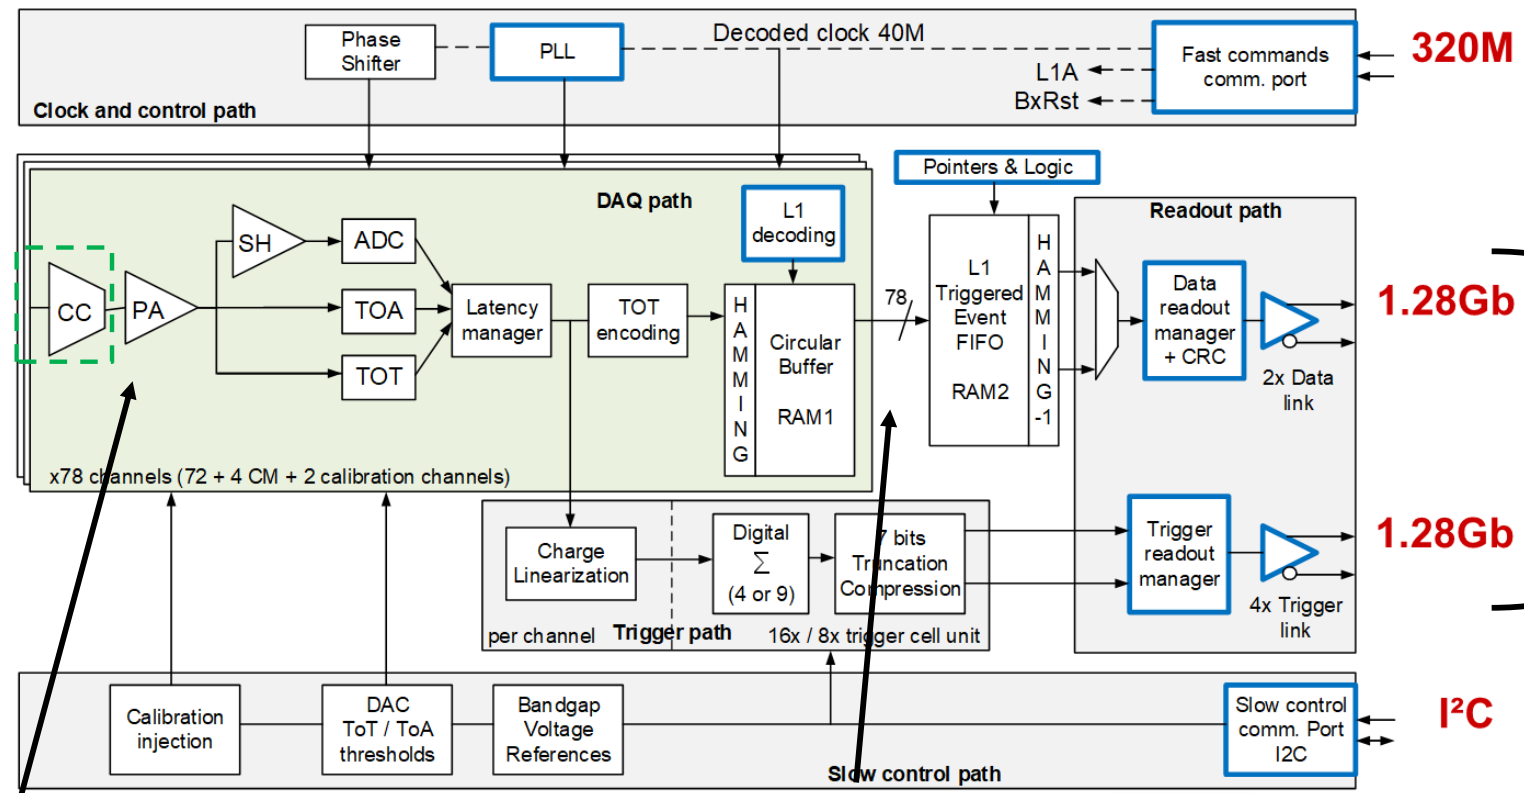 Phase
Shifter
PLL
Decoded clock 40M
L1A
BxRst
Fast commands
comm. port
320M
Clock and control path
DAQ path
L1
decoding
Pointers & Logic
Readout path
CC
PA
SH
ADC
TOA
TOT
Latency
manager
TOT
encoding
H
A
M
M
I
N
G
Circular
Buffer
RAM1
78
L1
Triggered
Event
FIFO
RAM2
H
A
M
M
I
N
G
-1
Data
readout
manager
+ CRC
2x Data
link
1.28Gb
x78 channels (72 + 4 CM + 2 calibration channels)
Charge
Linearization
Digital
Σ
(4 or 9)
7 bits
Truncation
Compression
per channel
Trigger path
16x / 8x trigger cell unit
Trigger
readout
manager
4x Trigger
link
1.28Gb
Calibration
injection
DAC
ToT / ToA
thresholds
Bandgap
Voltage
References
Slow control path
Slow control
comm. Port
I2C
I²C